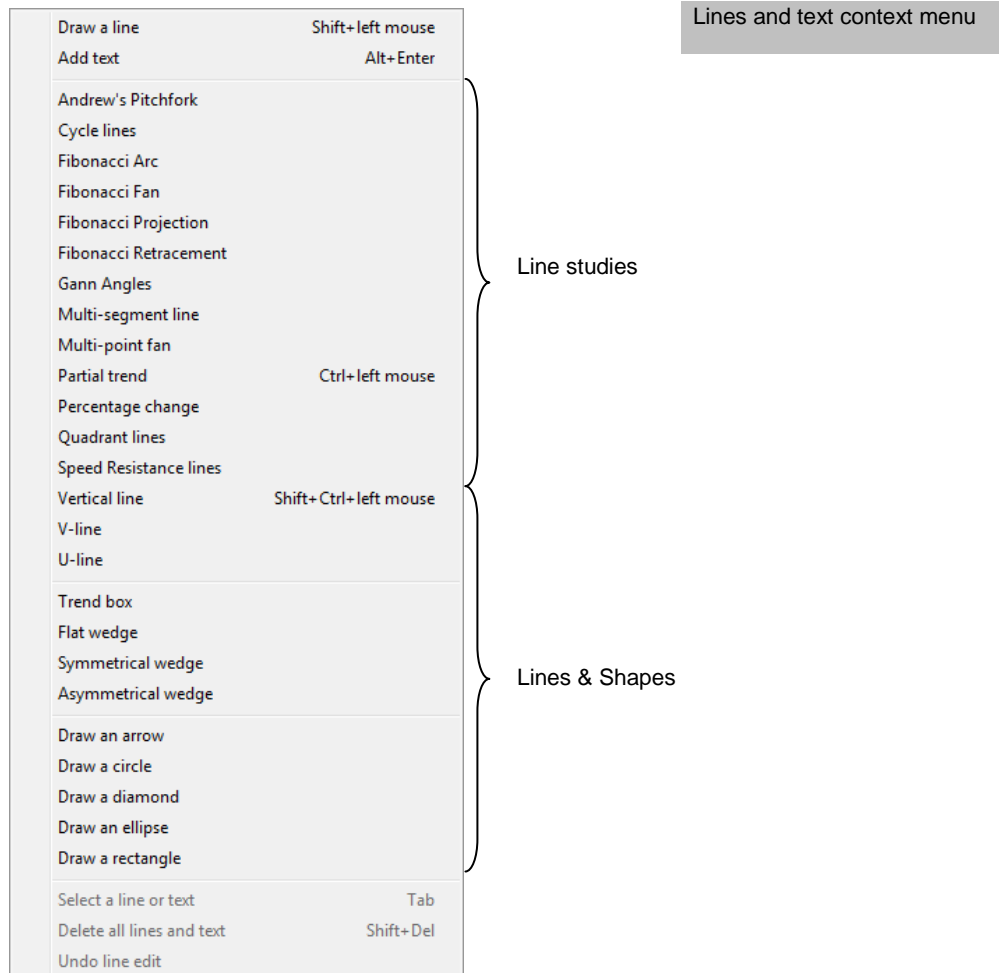 Lines and text context menu
Draw a line Shift+left mouse
Add text Alt+Enter
Andrew's Pitchfork
Cycle lines
Fibonacci Arc
Fibonacci Fan
Fibonacci Projection
Fibonacci Retracement
Gann Angles
Multi-segment line
Multi-point fan
Partial trend Ctrl+left mouse
Percentage change
Quadrant lines
Speed Resistance lines
Line studies
Vertical line Shift+Ctrl+left mouse
V-line
U-line
Trend box
Flat wedge
Symmetrical wedge
Asymmetrical wedge
Draw an arrow
Draw a circle
Draw a diamond
Draw an ellipse
Draw a rectangle
Lines & Shapes
Select a line or text Tab
Delete all lines and text Shift+Del
Undo line edit